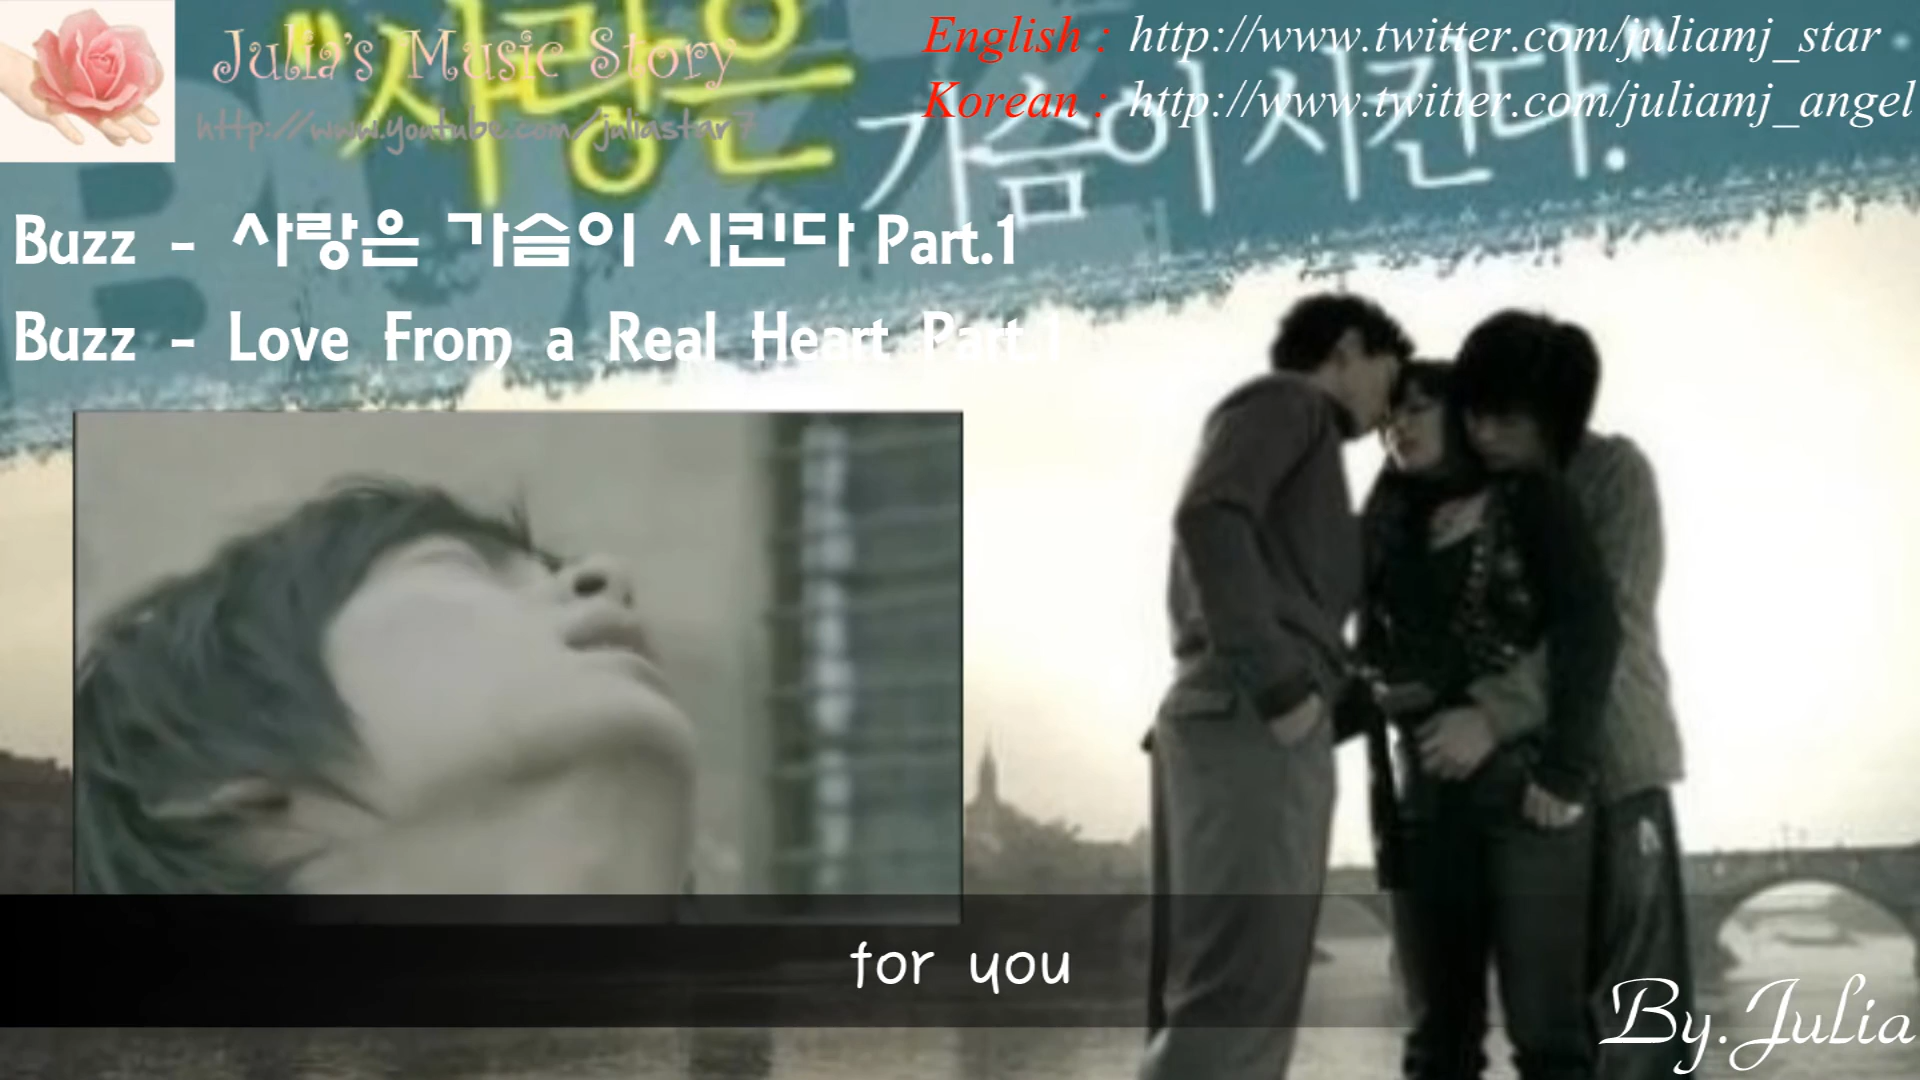 Julia's Music Story
English : http://www.twitter.com/juliamj_star
http://www.youtube.com/juliastar7
Korean : http://www.twitter.com/juliamj_angel
"사랑은 가슴이 시킨다."
Buzz - 사랑은 가슴이 시킨다 Part.1
Buzz - Love From a Real Heart Part.1
for you
By.Julia